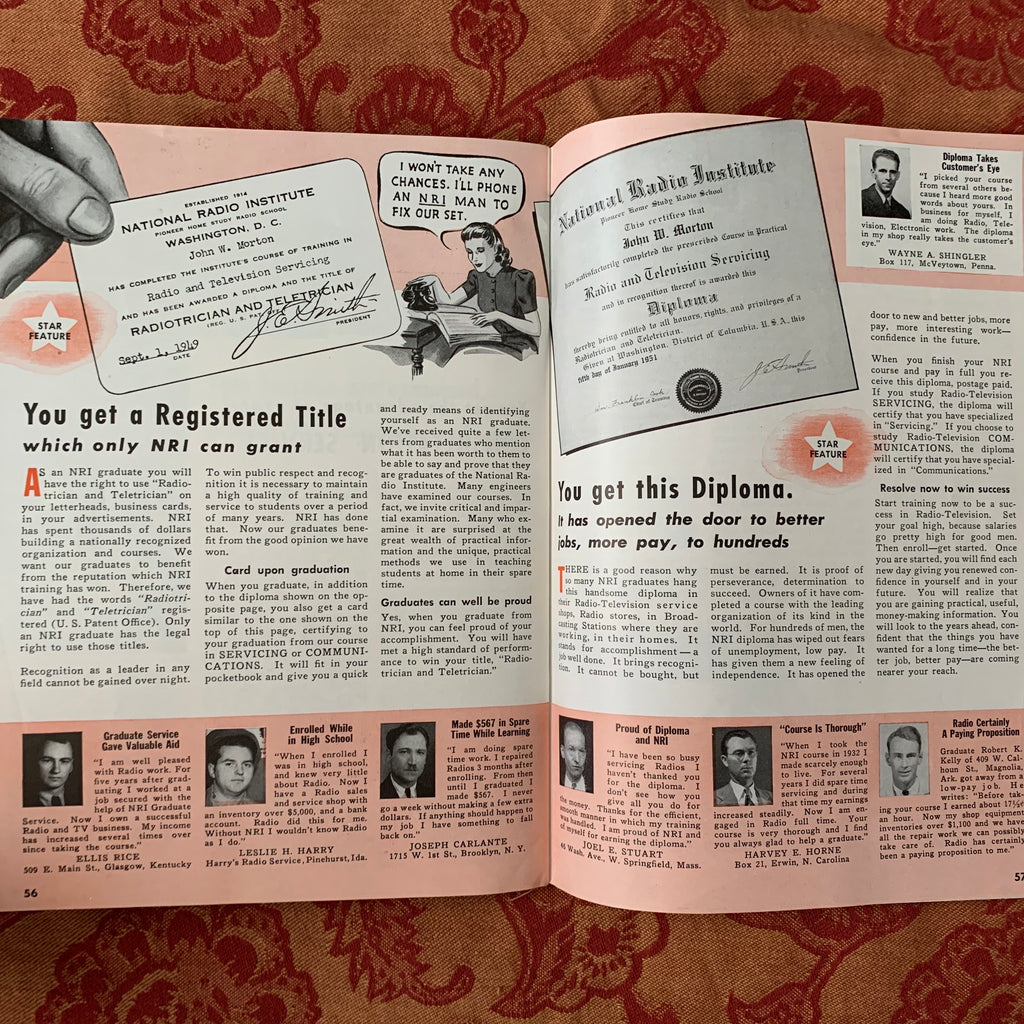 ESTABLISHED 1914
NATIONAL RADIO INSTITUTE
PIONEER HOME STUDY RADIO SCHOOL
WASHINGTON, D. C.
John W. Morton
HAS COMPLETED THE INSTITUTE'S COURSE OF TRAINING IN
Radio and Television Servicing
AND HAS BEEN AWARDED A DIPLOMA AND THE TITLE OF
RADIOTRICIAN AND TELETRICIAN
(REG. U. S. PAT.
J. E. Smith
PRESIDENT
Sept. 1, 1949
DATE
I WON'T TAKE ANY
CHANCES. I'LL PHONE
AN NRI MAN TO
FIX OUR SET.
STAR
FEATURE
You get a Registered Title
which only NRI can grant
AS an NRI graduate you will
have the right to use "Radio-
trician and Teletrician" on
your letterheads, business cards,
in your advertisements. NRI
has spent thousands of dollars
building a nationally recognized
organization and courses. We
want our graduates to benefit
from the reputation which NRI
training has won. Therefore, we
have had the words "Radiotri-
cian" and "Teletrician" regis-
tered (U. S. Patent Office). Only
an NRI graduate has the legal
right to use those titles.
Recognition as a leader in any
field cannot be gained over night.
To win public respect and recog-
nition it is necessary to maintain
a high quality of training and
service to students over a period
of many years. NRI has done
that. Now our graduates bene-
fit from the good opinion we have
won.
Card upon graduation
When you graduate, in addition
to the diploma shown on the op-
posite page, you also get a card
similar to the one shown on the
top of this page, certifying to
your graduation from our course
in SERVICING or COMMUNI-
CATIONS. It will fit in your
pocketbook and give you a quick
and ready means of identifying
yourself as an NRI graduate.
We've received quite a few let-
ters from graduates who mention
what it has been worth to them to
be able to say and prove that they
are graduates of the National Ra-
dio Institute. Many engineers
have examined our courses. In
fact, we invite critical and impar-
tial examination. Many who ex-
amine it are surprised at the
great wealth of practical infor-
mation and the unique, practical
methods we use in teaching
students at home in their spare
time.
Graduates can well be proud
Yes, when you graduate from
NRI, you can feel proud of your
accomplishment. You will have
met a high standard of perform-
ance to win your title, "Radio-
trician and Teletrician."
Graduate Service
Gave Valuable Aid
"I am well pleased
with Radio work. For
five years after grad-
uating I worked at a
job secured with the
help of NRI Graduate
Service. Now I own a successful
Radio and TV business. My income
has increased several times over
since taking the course."
ELLIS RICE
509 E. Main St., Glasgow, Kentucky
Enrolled While
in High School
"When I enrolled I
was in high school,
and knew very little
about Radio. Now I
have a Radio sales
and service shop with
an inventory over $5,000, and a bank
account. Radio did this for me.
Without NRI I wouldn't know Radio
as I do."
LESLIE H. HARRY
Harry's Radio Service, Pinehurst, Ida.
Made $567 in Spare
Time While Learning
"I am doing spare
time work. I repaired
Radios 3 months after
enrolling. From then
until I graduated I
made $567. I never
go a week without making a few extra
dollars. If anything should happen to
my job I have something to fall
back on."
JOSEPH CARLANTE
1715 W. 1st St., Brooklyn, N. Y.
56
National Radio Institute
Pioneer Home Study Radio School
This certifies that
John W. Morton
has satisfactorily completed the prescribed Course in Practical
Radio and Television Servicing
and in recognition thereof is awarded this
Diploma
thereby being entitled to all honors, rights, and privileges of a
Radiotrician and Teletrician.
Given at Washington, District of Columbia, U. S. A. this
day of January 1951
J. E. Smith
President
Diploma Takes
Customer's Eye
"I picked your course
from several others be-
cause I heard more good
words about yours. In
business for myself, I
am doing Radio, Tele-
vision, Electronic work. The diploma
in my shop really takes the customer's
eye."
WAYNE A. SHINGLER
Box 117, McVeytown, Penna.
STAR
FEATURE
You get this Diploma.
It has opened the door to better
jobs, more pay, to hundreds
THERE is a good reason why
so many NRI graduates hang
this handsome diploma in
their Radio-Television service
shops, Radio stores, in Broad-
casting Stations where they are
working, in their homes. It
stands for accomplishment—a
job well done. It brings recogni-
tion. It cannot be bought, but
must be earned. It is proof of
perseverance, determination to
succeed. Owners of it have com-
pleted a course with the leading
organization of its kind in the
world. For hundreds of men, the
NRI diploma has wiped out fears
of unemployment, low pay. It
has given them a new feeling of
independence. It has opened the
door to new and better jobs, more
pay, more interesting work—
confidence in the future.
When you finish your NRI
course and pay in full you re-
ceive this diploma, postage paid.
If you study Radio-Television
SERVICING, the diploma will
certify that you have specialized
in "Servicing." If you choose to
study Radio-Television COM-
MUNICATIONS, the diploma
will certify that you have special-
ized in "Communications."
Resolve now to win success
Start training now to be a suc-
cess in Radio-Television. Set
your goal high, because salaries
go pretty high for good men.
Then enroll—get started. Once
you are started, you will find each
new day giving you renewed con-
fidence in yourself and in your
future. You will realize that
you are gaining practical, useful,
money-making information. You
will look to the years ahead, con-
fident that the things you have
wanted for a long time—the bet-
ter job, better pay—are coming
nearer your reach.
Proud of Diploma
and NRI
"I have been so busy
servicing Radios I
haven't thanked you
for the diploma. I
don't see how you
give all you do for
the money. Thanks for the efficient,
smooth manner in which my training
was handled. I am proud of NRI and
of myself for earning the diploma."
JOEL E. STUART
Wash. Ave., W. Springfield, Mass.
"Course Is Thorough"
"When I took the
NRI course in 1932 I
made scarcely enough
to live. For several
years I did spare time
servicing and during
that time my earnings
increased steadily. Now I am en-
gaged in Radio full time. Your
course is very thorough and I find
you always glad to help a graduate."
HARVEY E. HORNE
Box 21, Erwin, N. Carolina
Radio Certainly
A Paying Proposition
Graduate Robert K.
Kelly of 409 W. Cal-
houn St., Magnolia,
Ark. got away from a
low-pay job. He
writes: "Before
ing your course I earned about 17½¢
an hour. Now my shop equipment
inventories over $1,100 and we have
all the repair work we can possibly
take care of. Radio has certainly
been a paying proposition to me."
57